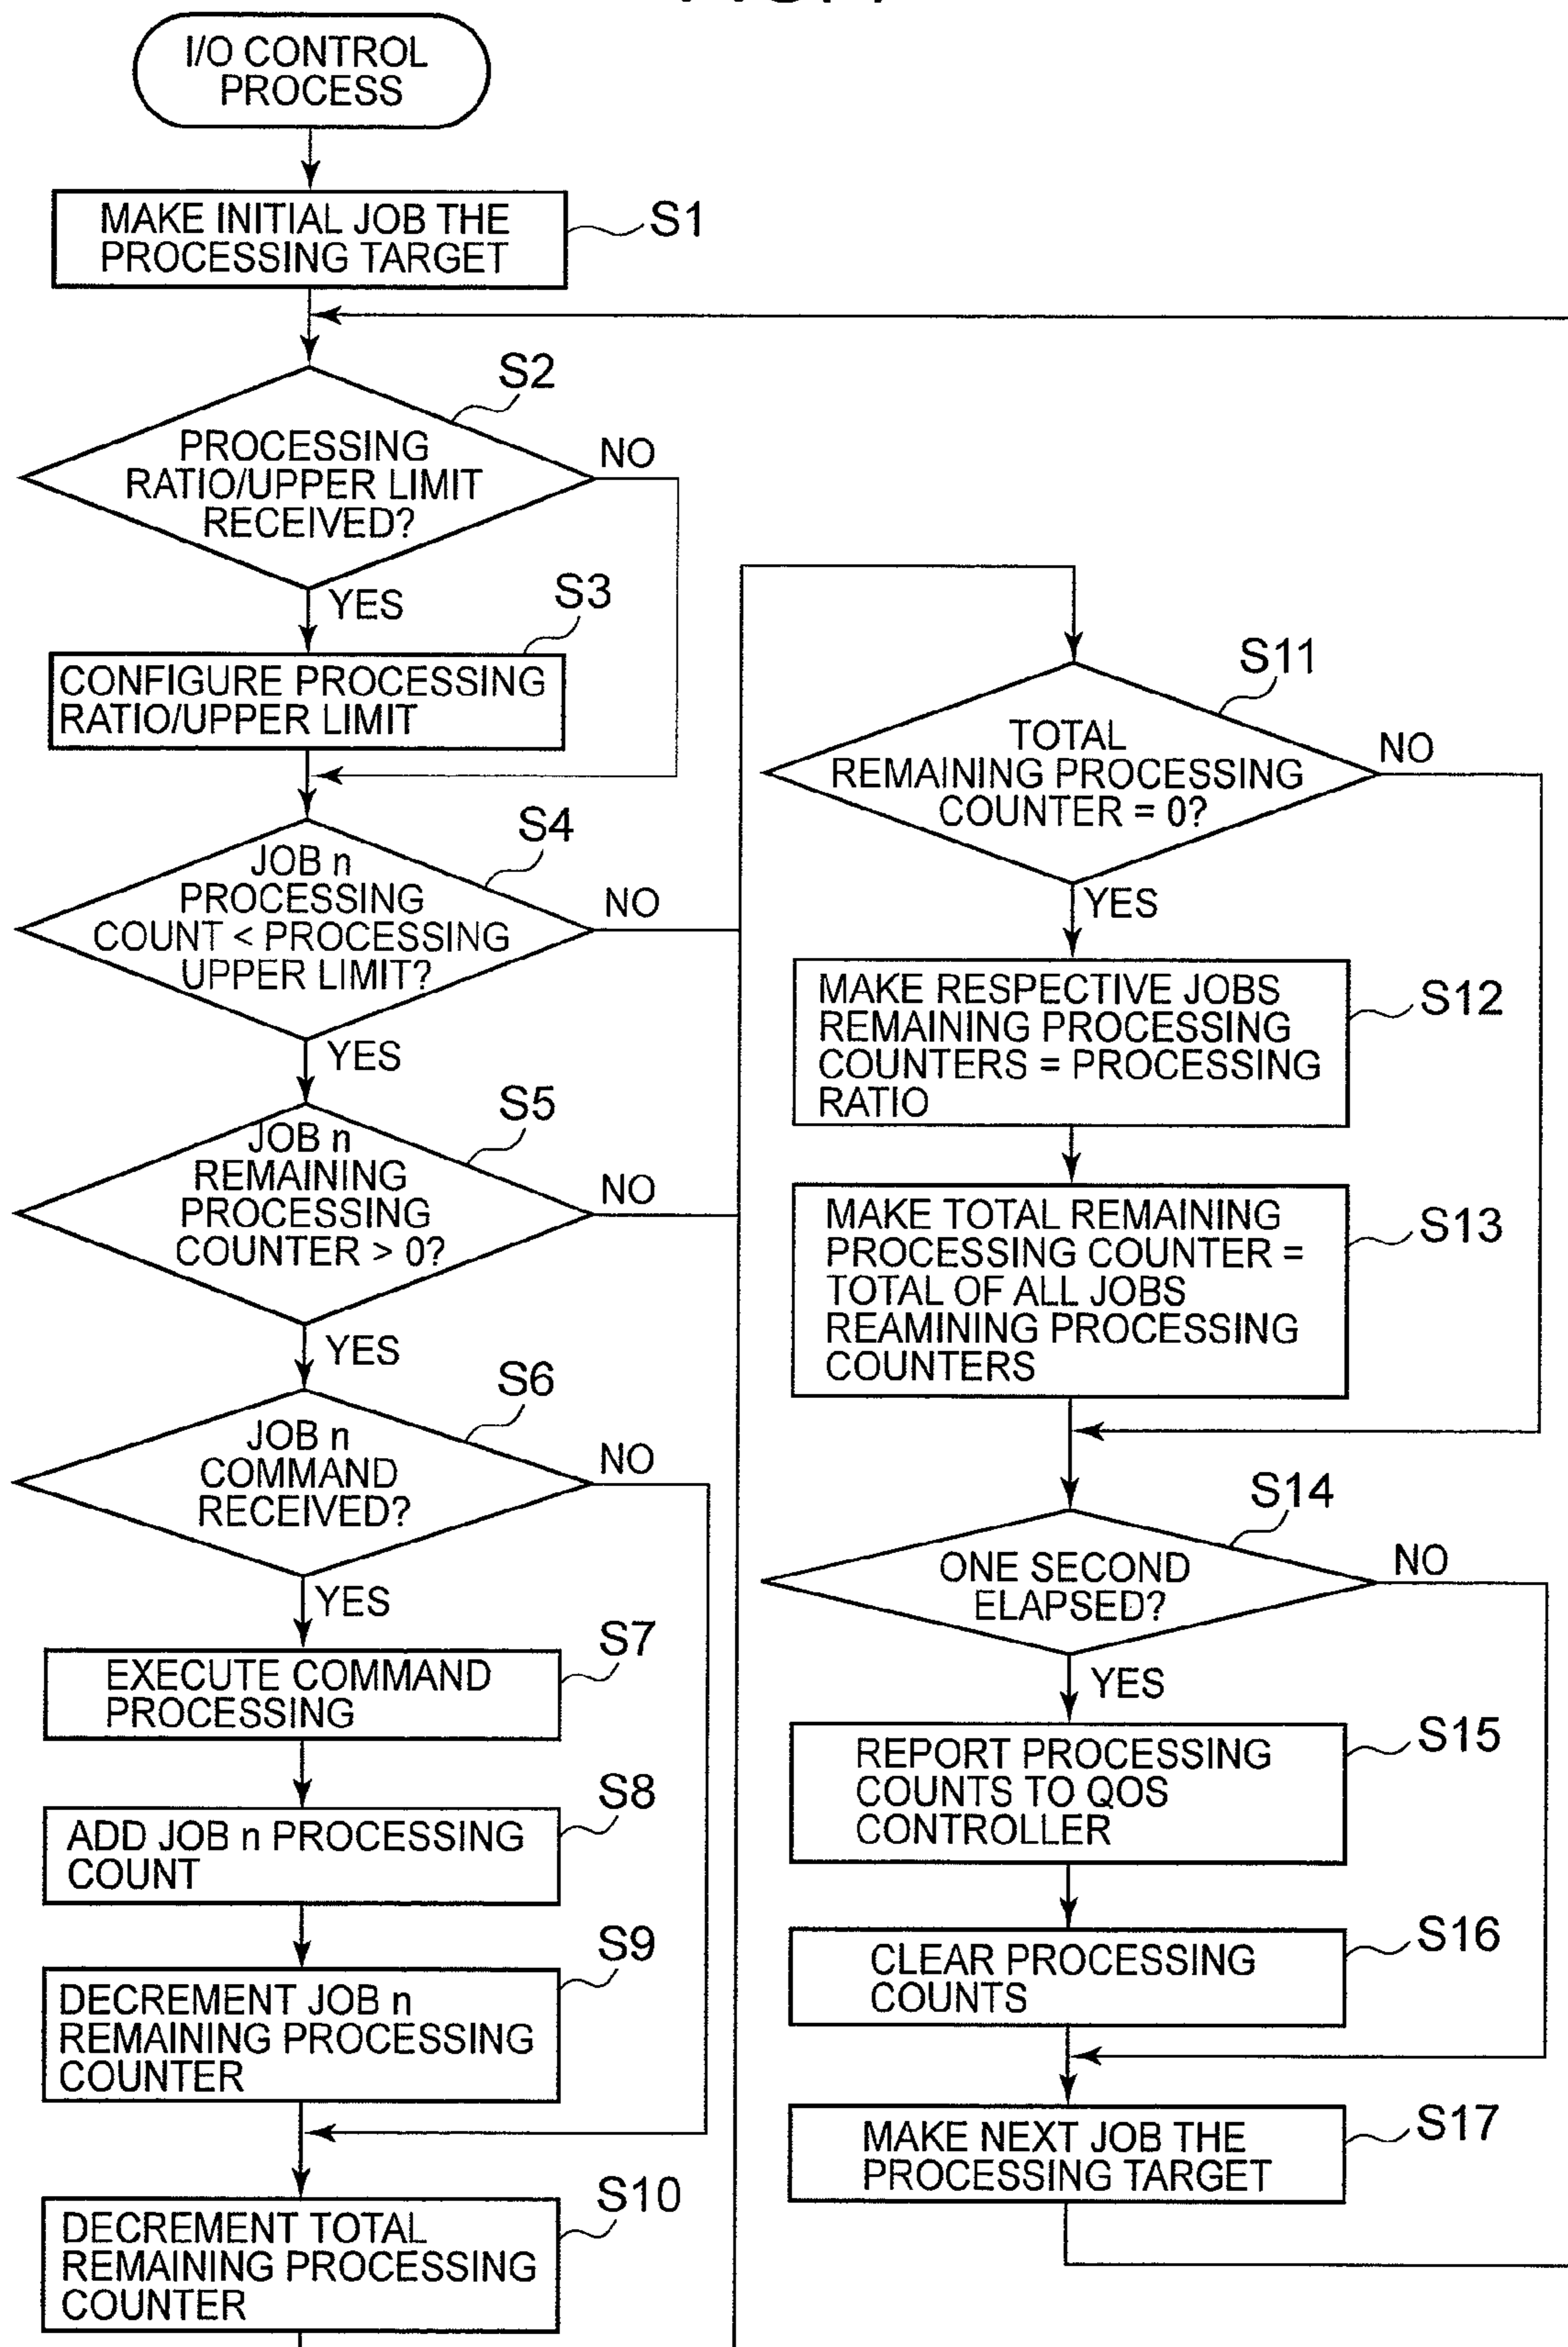 I/O CONTROL
PROCESS
MAKE INITIAL JOB THE
PROCESSING TARGET
S1
S2
PROCESSING
RATIO/UPPER LIMIT
RECEIVED?
NO
YES
S3
CONFIGURE PROCESSING
RATIO/UPPER LIMIT
S4
JOB n
PROCESSING
COUNT < PROCESSING
UPPER LIMIT?
NO
YES
S5
JOB n
REMAINING
PROCESSING
COUNTER > 0?
NO
YES
S6
JOB n
COMMAND
RECEIVED?
NO
YES
S7
EXECUTE COMMAND
PROCESSING
S8
ADD JOB n PROCESSING
COUNT
S9
DECREMENT JOB n
REMAINING PROCESSING
COUNTER
S10
DECREMENT TOTAL
REMAINING PROCESSING
COUNTER
S11
TOTAL
REMAINING PROCESSING
COUNTER = 0?
NO
YES
S12
MAKE RESPECTIVE JOBS
REMAINING PROCESSING
COUNTERS = PROCESSING
RATIO
S13
MAKE TOTAL REMAINING
PROCESSING COUNTER =
TOTAL OF ALL JOBS
REAMINING PROCESSING
COUNTERS
S14
ONE SECOND
ELAPSED?
NO
YES
S15
REPORT PROCESSING
COUNTS TO QOS
CONTROLLER
S16
CLEAR PROCESSING
COUNTS
S17
MAKE NEXT JOB THE
PROCESSING TARGET